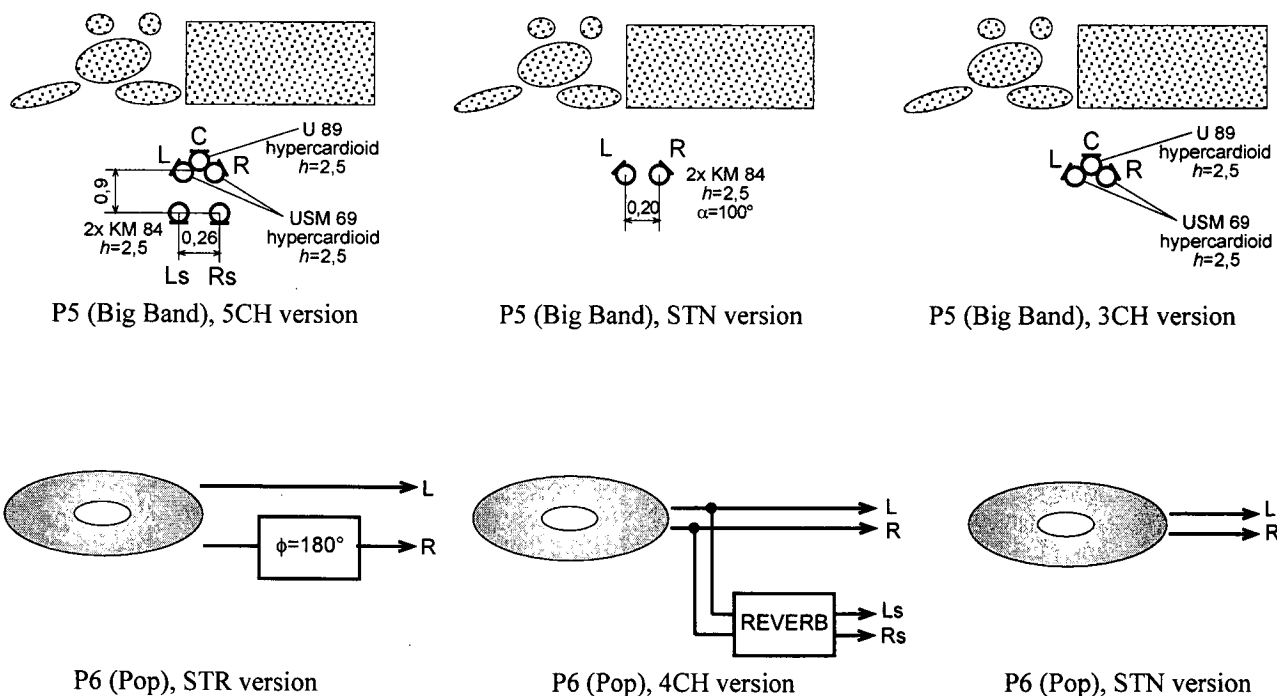 C
L
R
U 89
hypercardioid
h=2,5
0,9
2x KM 84
h=2,5
0,26
USM 69
hypercardioid
h=2,5
Ls
Rs
P5 (Big Band), 5CH version
L
R
2x KM 84
h=2,5
α=100°
0,20
P5 (Big Band), STN version
C
L
R
U 89
hypercardioid
h=2,5
USM 69
hypercardioid
h=2,5
P5 (Big Band), 3CH version
L
ϕ=180°
R
P6 (Pop), STR version
L
R
REVERB
Ls
Rs
P6 (Pop), 4CH version
L
R
P6 (Pop), STN version